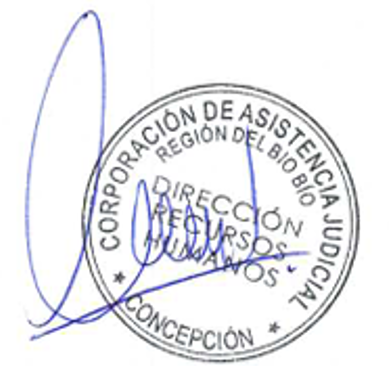 CORPORACIÓN DE ASISTENCIA JUDICIAL
REGIÓN DEL BIO BÍO
DIRECCIÓN
RECURSOS
HUMANOS
* CONCEPCIÓN *